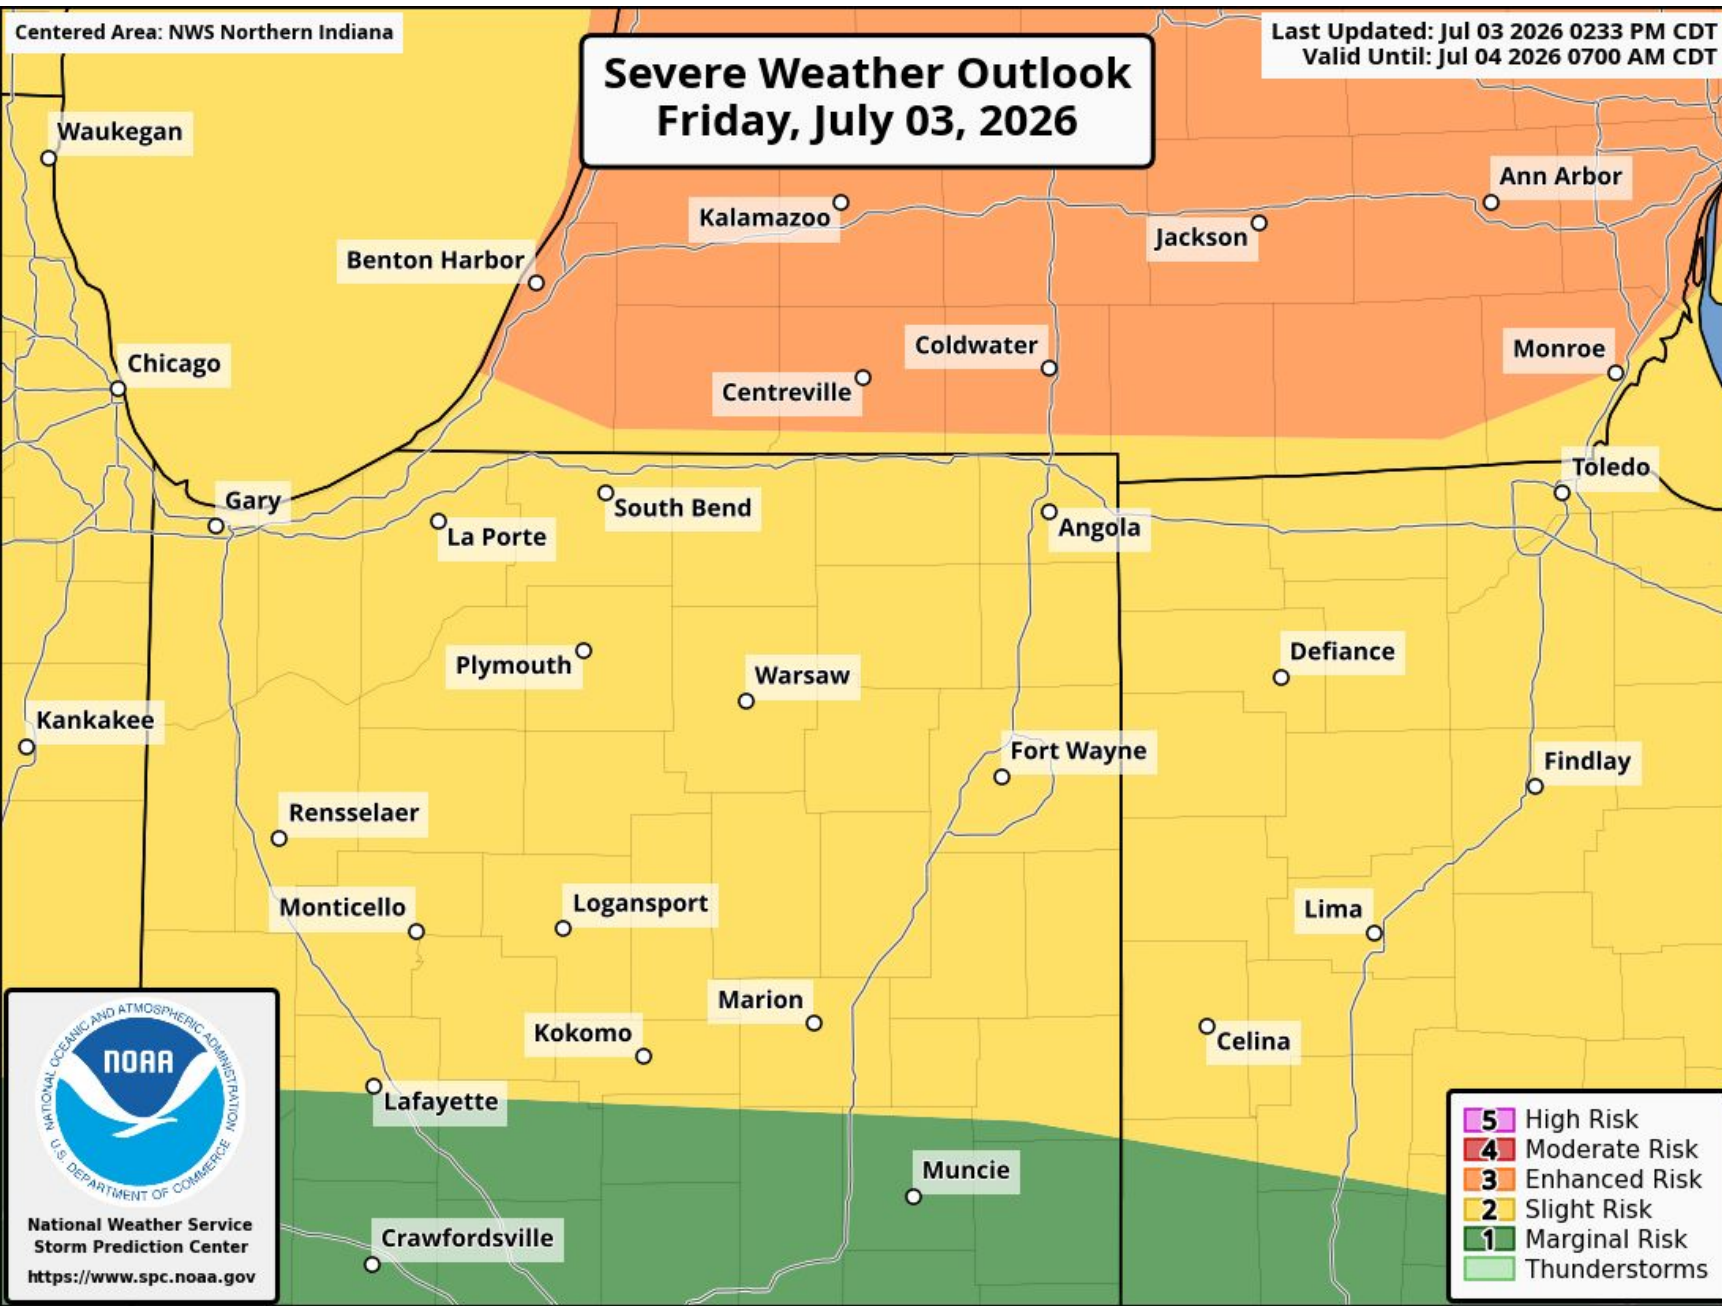 Centered Area: NWS Northern Indiana
Last Updated: Jul 03 2026 0233 PM CDT
Valid Until: Jul 04 2026 0700 AM CDT
Severe Weather Outlook
Friday, July 03, 2026
Waukegan
Ann Arbor
Kalamazoo
Jackson
Benton Harbor
Chicago
Coldwater
Monroe
Centreville
Toledo
Gary
South Bend
La Porte
Angola
Plymouth
Warsaw
Defiance
Kankakee
Fort Wayne
Findlay
Rensselaer
Monticello
Logansport
Lima
Marion
Kokomo
Celina
Lafayette
Muncie
Crawfordsville
NATIONAL OCEANIC AND ATMOSPHERIC ADMINISTRATION
NOAA
U.S. DEPARTMENT OF COMMERCE
National Weather Service
Storm Prediction Center
https://www.spc.noaa.gov
5 High Risk
4 Moderate Risk
3 Enhanced Risk
2 Slight Risk
1 Marginal Risk
Thunderstorms